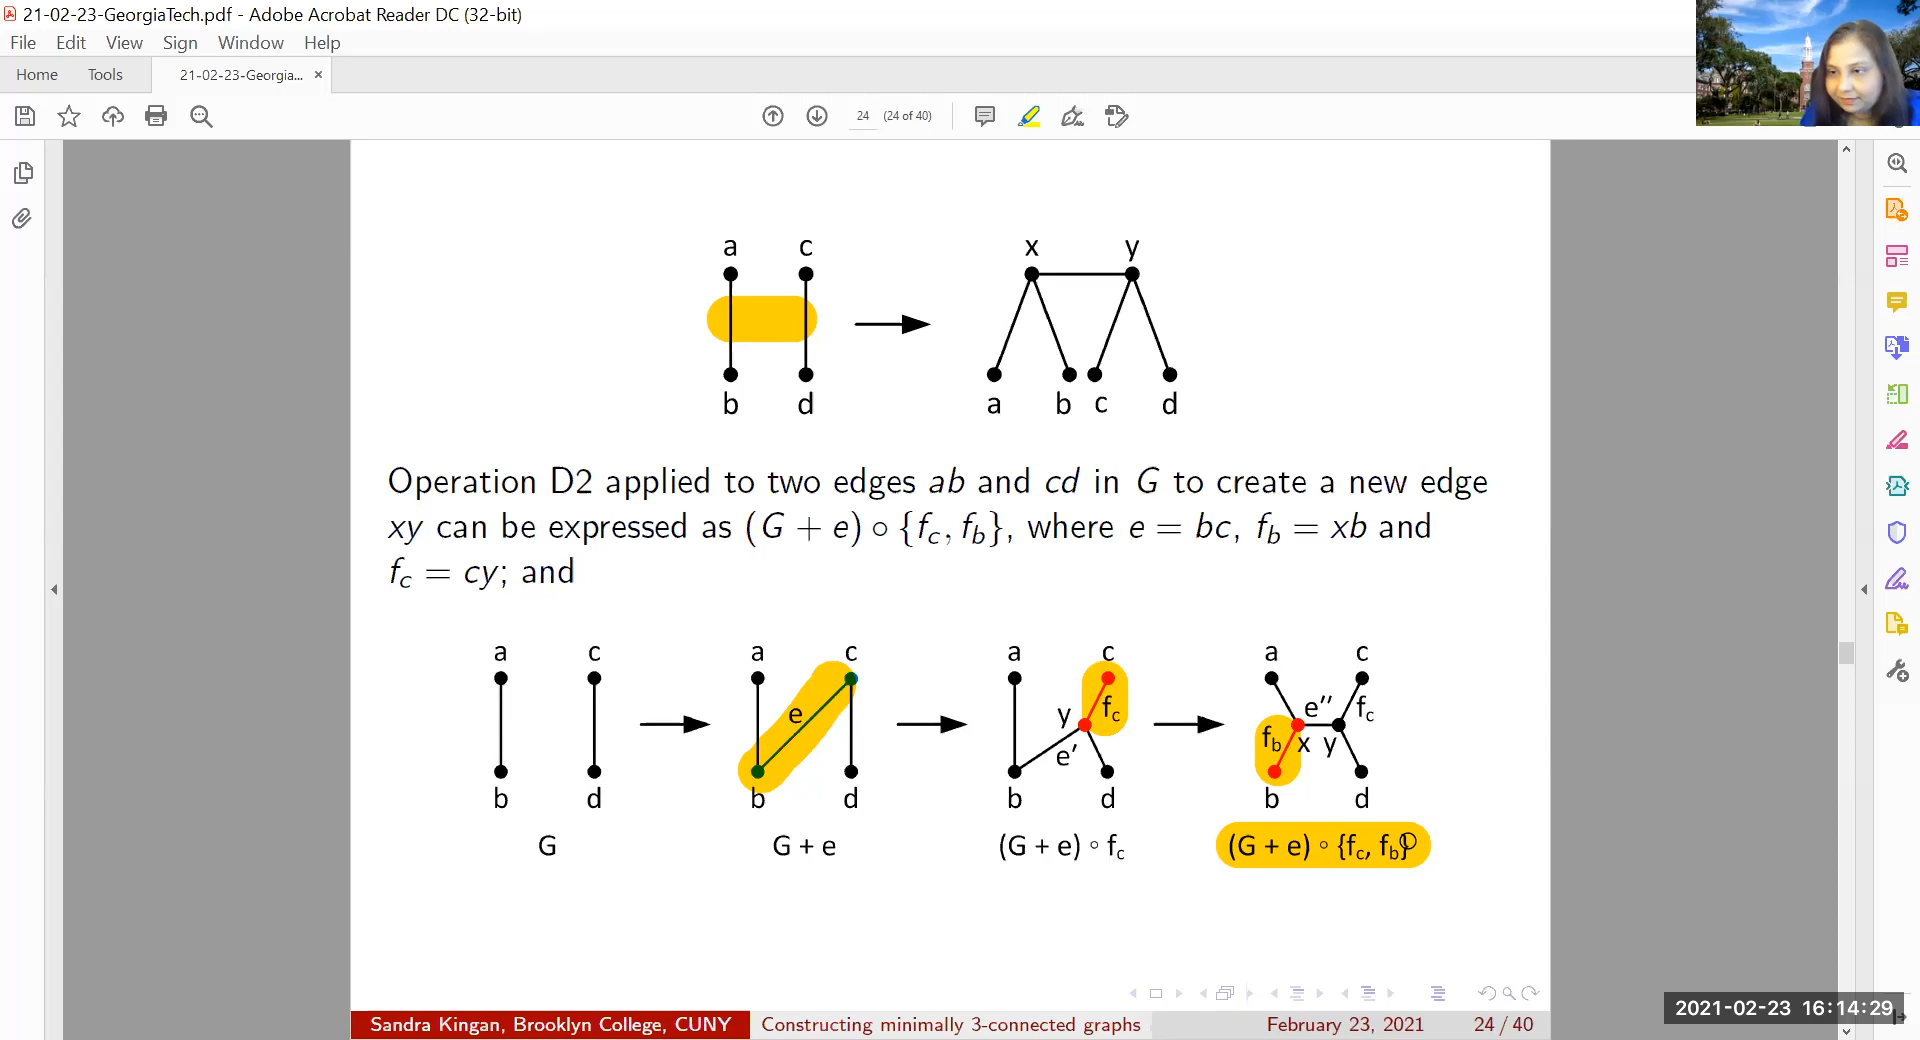 21-02-23-GeorgiaTech.pdf - Adobe Acrobat Reader DC (32-bit)
File Edit View Sign Window Help
Home Tools 21-02-23-Georgia... ×
24 (24 of 40)
a c x y
b d a b c d
Operation D2 applied to two edges ab and cd in G to create a new edge
xy can be expressed as (G + e) ∘ {f_c, f_b}, where e = bc, f_b = xb and
f_c = cy; and
a c a c a c a c
e y f_c e′ f_b e″ x y f_c
b d b d b d b d
G G + e (G + e) ∘ f_c (G + e) ∘ {f_c, f_b}
Sandra Kingan, Brooklyn College, CUNY Constructing minimally 3-connected graphs February 23, 2021 24 / 40
2021-02-23 16:14:29